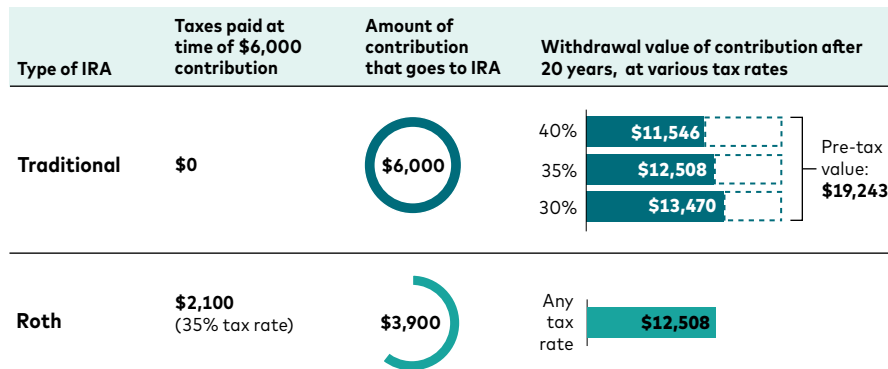 Type of IRA
Taxes paid at
time of $6,000
contribution
Amount of
contribution
that goes to IRA
Withdrawal value of contribution after
20 years, at various tax rates
Traditional
$0
$6,000
40%
$11,546
35%
$12,508
30%
$13,470
Pre-tax
value:
$19,243
Roth
$2,100
(35% tax rate)
$3,900
Any
tax
rate
$12,508